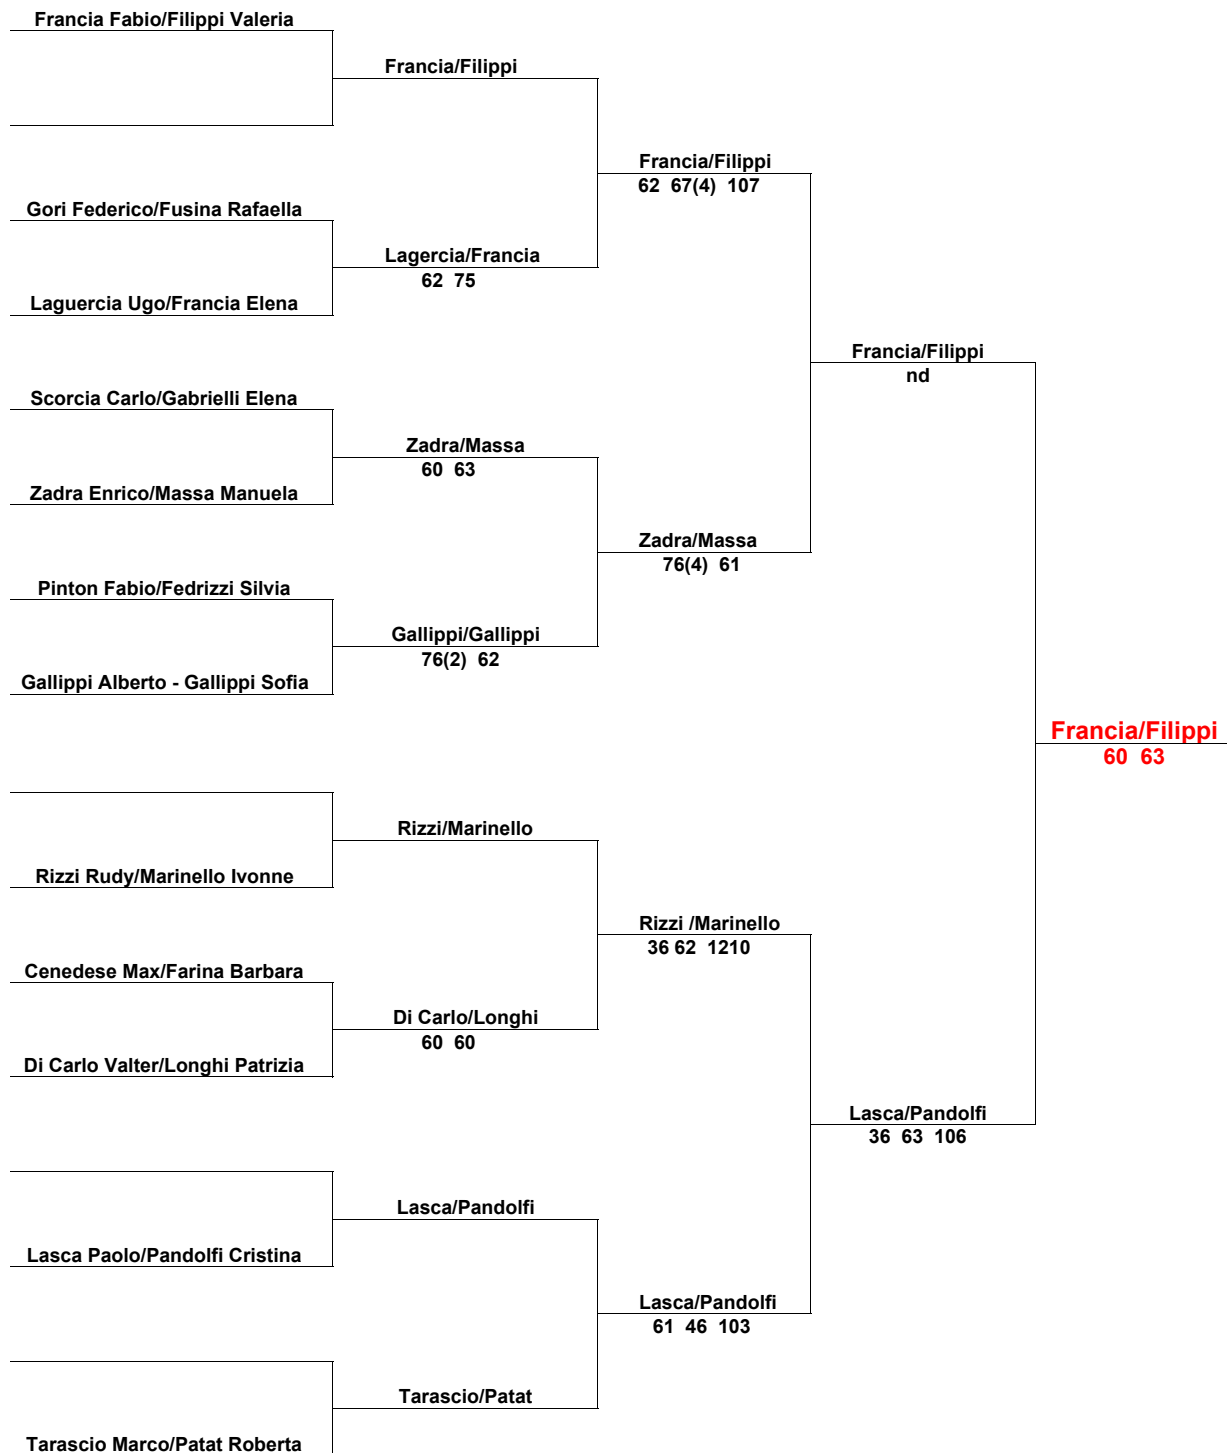 Francia Fabio/Filippi Valeria
Francia/Filippi
Francia/Filippi
62 67(4) 107
Gori Federico/Fusina Rafaella
Lagercia/Francia
62 75
Laguercia Ugo/Francia Elena
Francia/Filippi
nd
Scorcia Carlo/Gabrielli Elena
Zadra/Massa
60 63
Zadra Enrico/Massa Manuela
Zadra/Massa
76(4) 61
Pinton Fabio/Fedrizzi Silvia
Gallippi/Gallippi
76(2) 62
Gallippi Alberto - Gallippi Sofia
Francia/Filippi
60 63
Rizzi/Marinello
Rizzi Rudy/Marinello Ivonne
Rizzi /Marinello
36 62 1210
Cenedese Max/Farina Barbara
Di Carlo/Longhi
60 60
Di Carlo Valter/Longhi Patrizia
Lasca/Pandolfi
36 63 106
Lasca/Pandolfi
Lasca Paolo/Pandolfi Cristina
Lasca/Pandolfi
61 46 103
Tarascio/Patat
Tarascio Marco/Patat Roberta